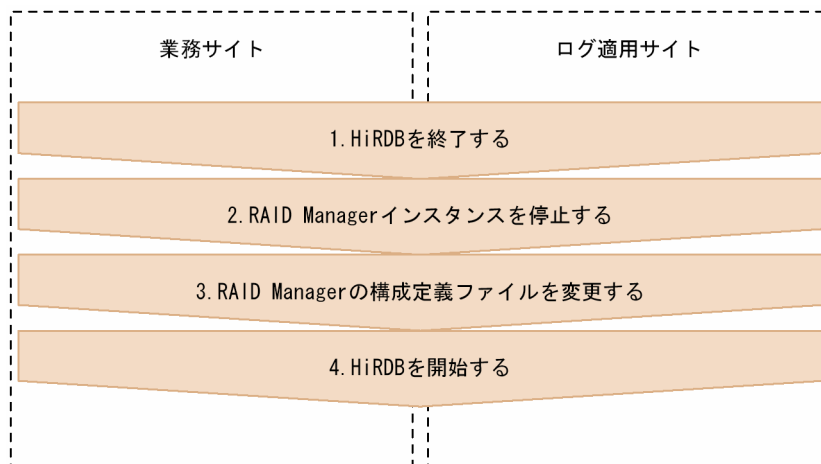 業務サイト
ログ適用サイト
1.HiRDBを終了する
2.RAID Managerインスタンスを停止する
3.RAID Managerの構成定義ファイルを変更する
4.HiRDBを開始する